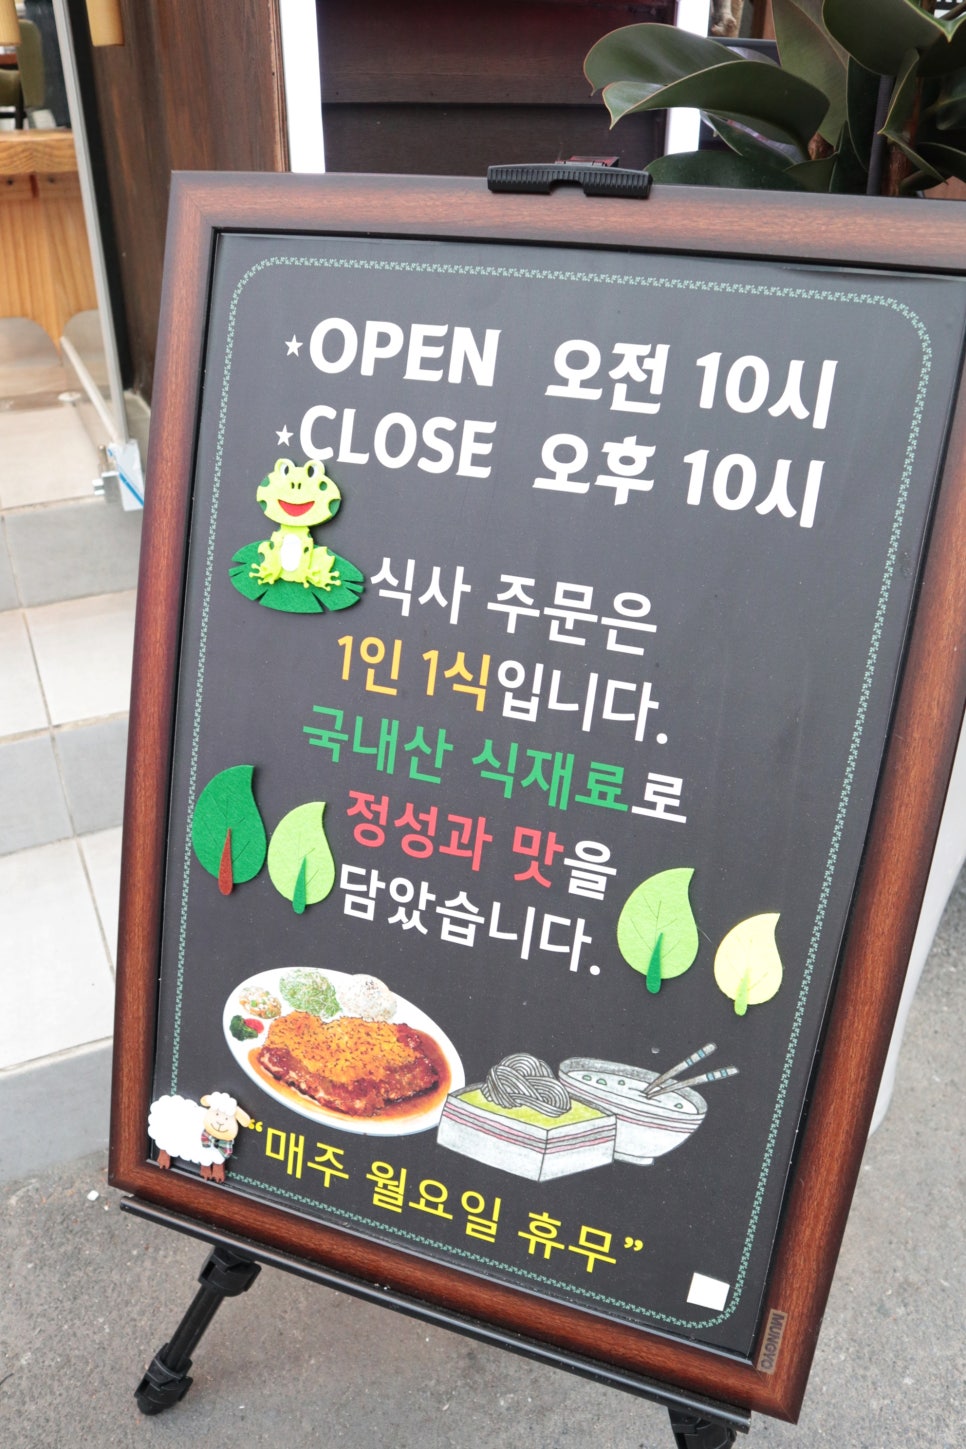 ★OPEN 오전 10시
★CLOSE 오후 10시
식사 주문은
1인 1식입니다.
국내산 식재료로
정성과 맛을
담았습니다.
“매주 월요일 휴무”
MUNGYO